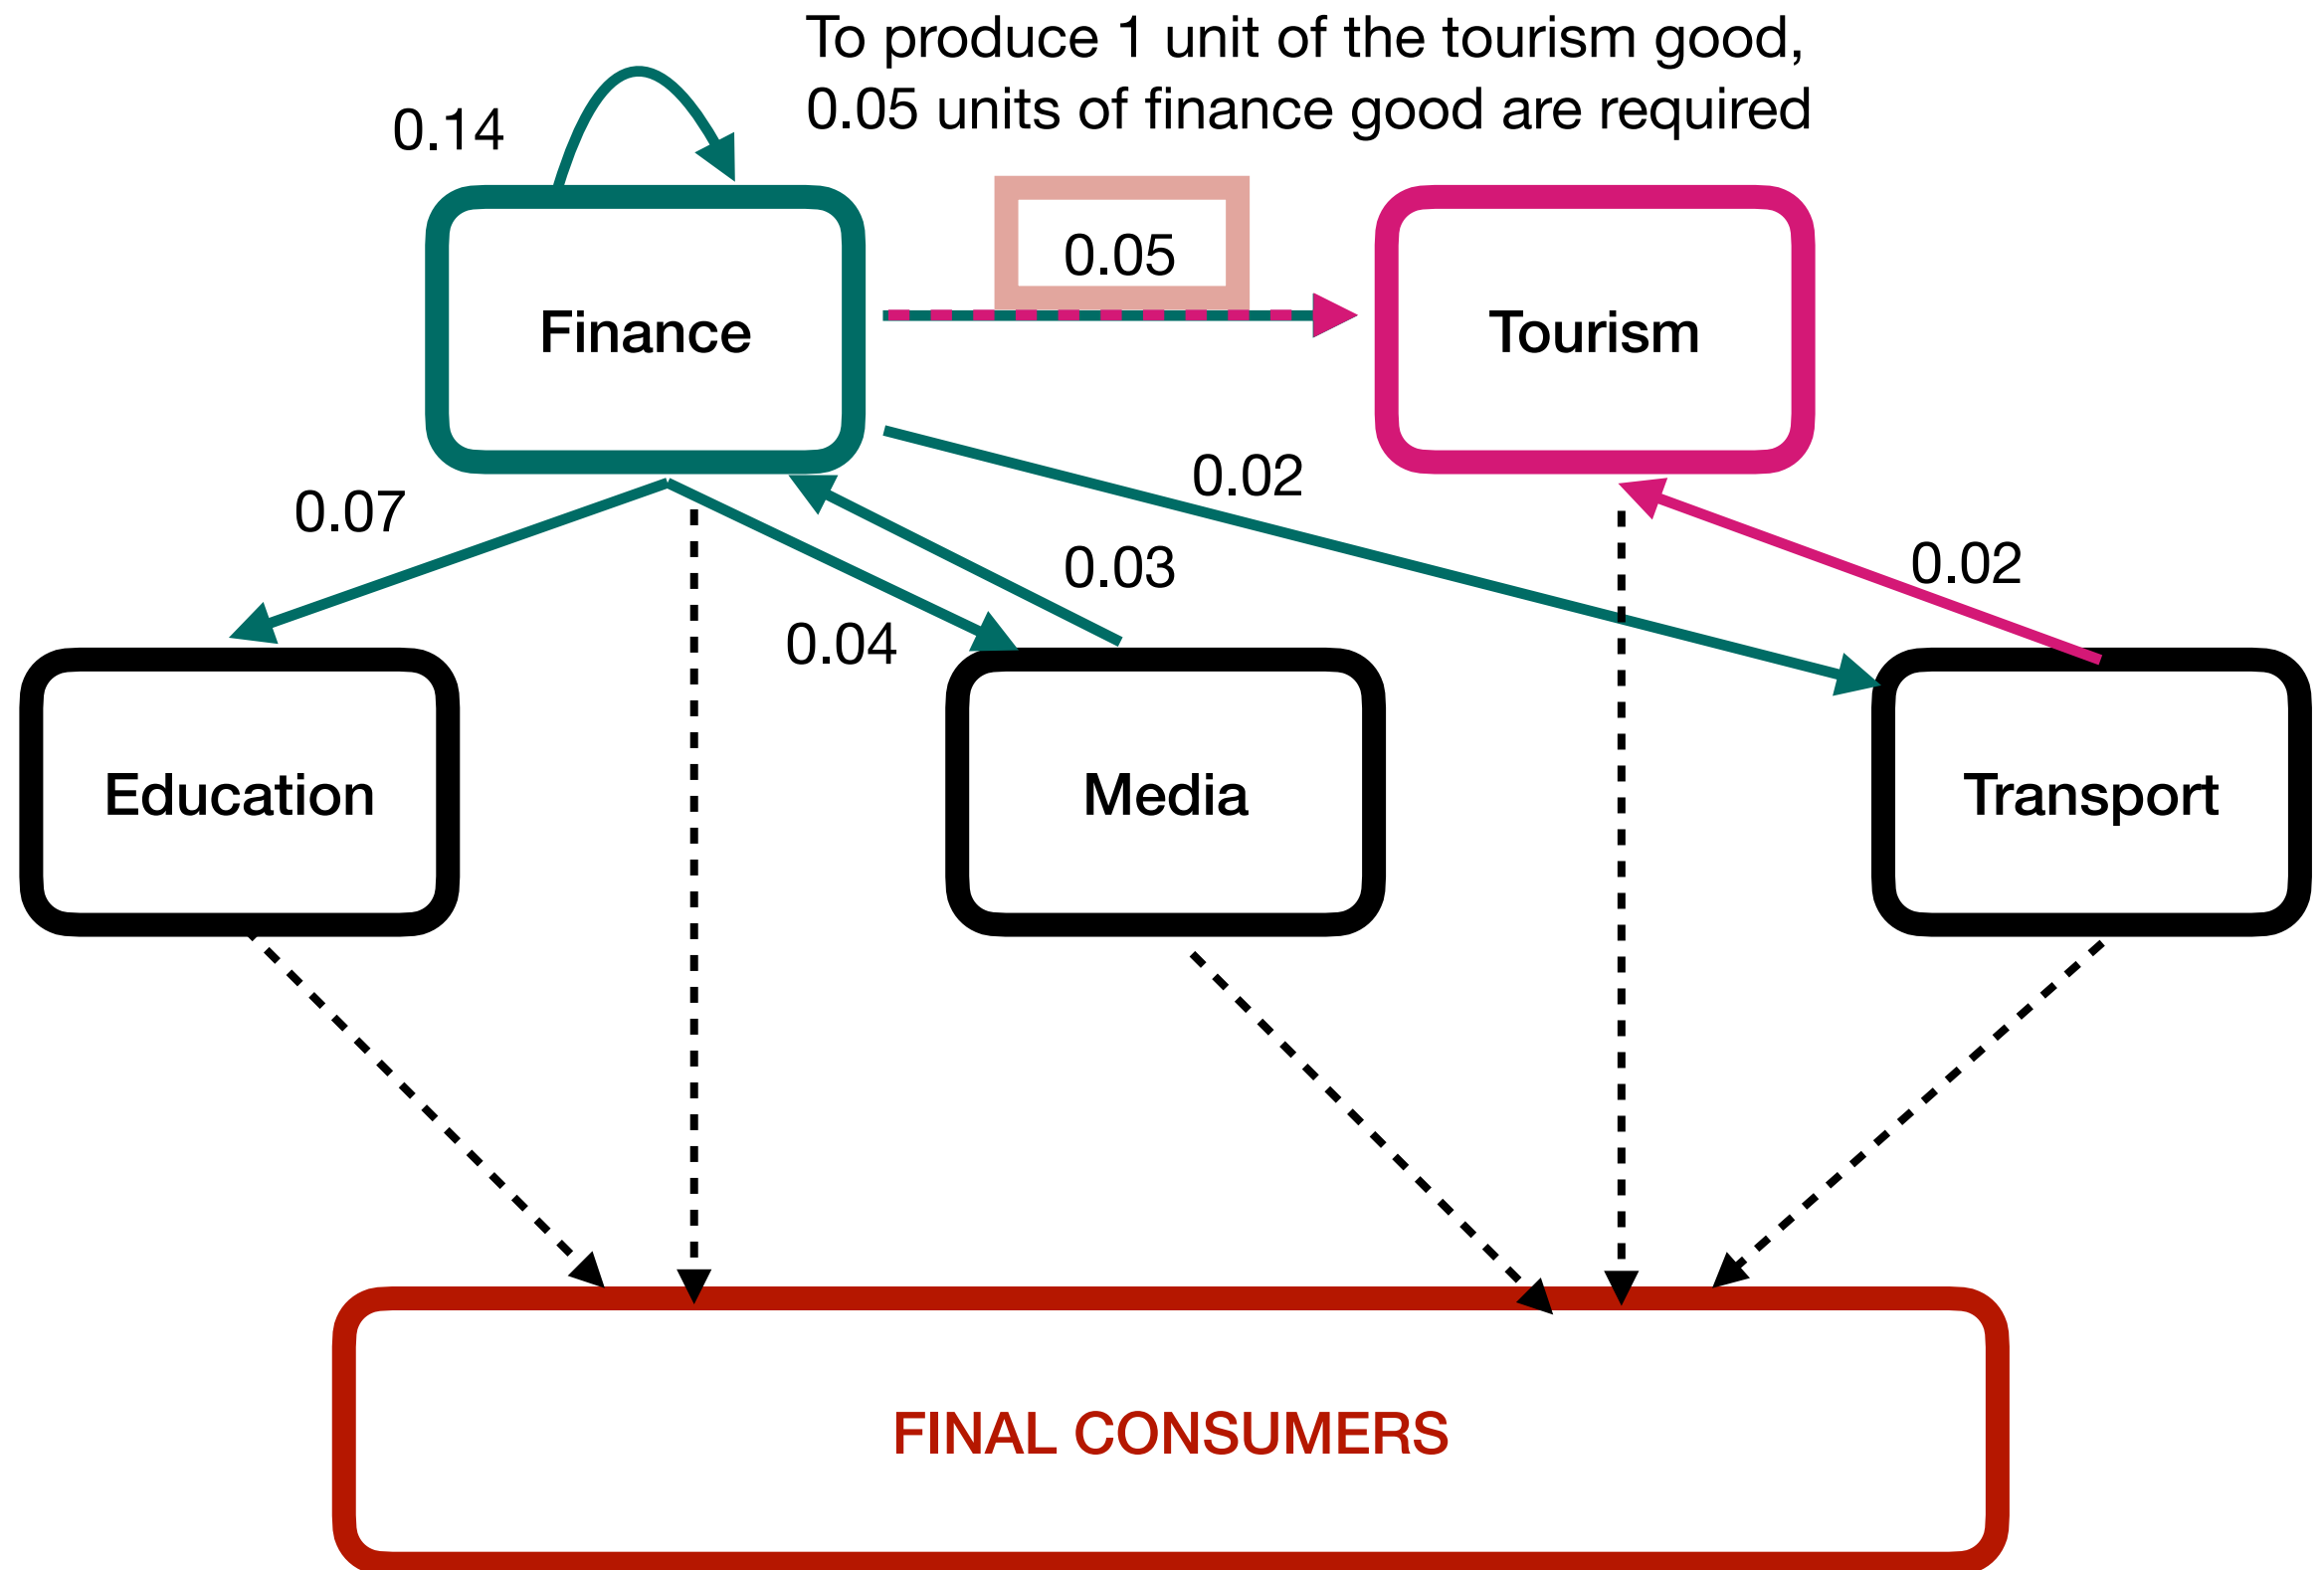 To produce 1 unit of the tourism good,
0.05 units of finance good are required
0.14
0.05
Finance
Tourism
0.02
0.07
0.03
0.02
0.04
Education
Media
Transport
FINAL CONSUMERS